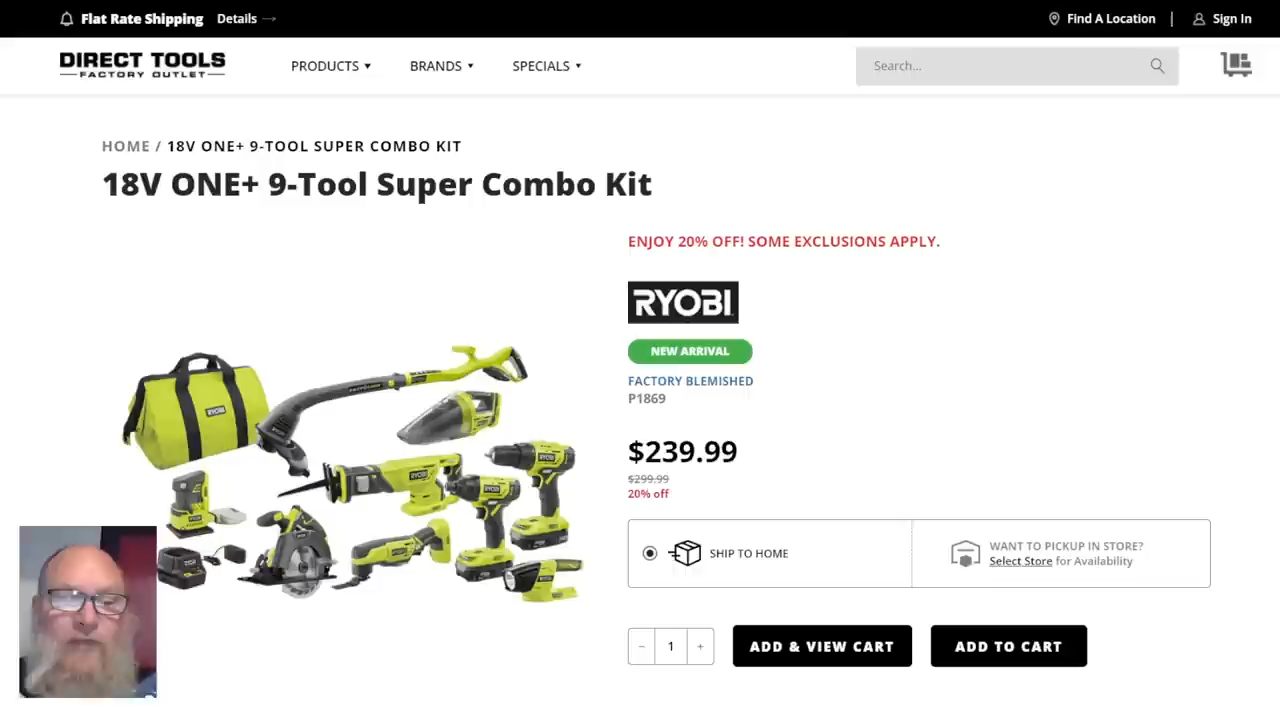 Flat Rate Shipping Details
Find A Location | Sign In
DIRECT TOOLS
FACTORY OUTLET
PRODUCTS
BRANDS
SPECIALS
Search...
HOME / 18V ONE+ 9-TOOL SUPER COMBO KIT
18V ONE+ 9-Tool Super Combo Kit
ENJOY 20% OFF! SOME EXCLUSIONS APPLY.
RYOBI
NEW ARRIVAL
FACTORY BLEMISHED
P1869
$239.99
$299.99
20% off
SHIP TO HOME
WANT TO PICKUP IN STORE?
Select Store for Availability
− 1 +
ADD & VIEW CART
ADD TO CART
RYOBI
RYOBI
RYOBI